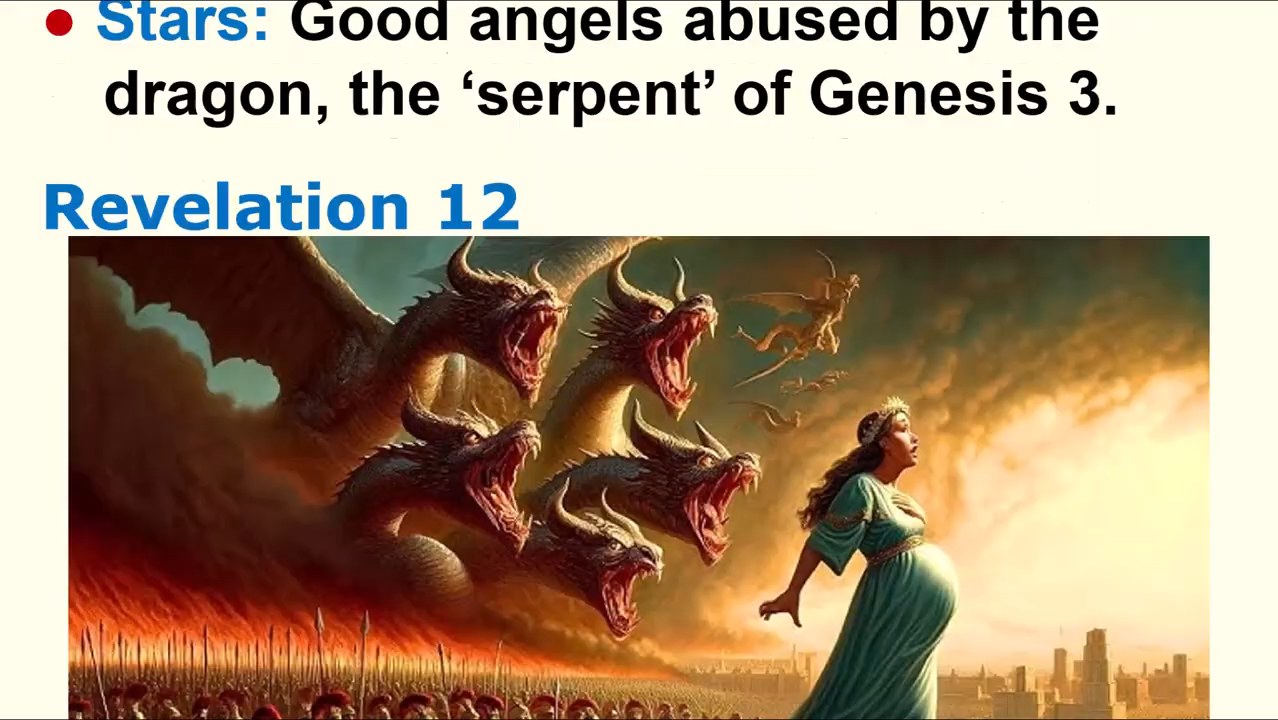 • Stars: Good angels abused by the
dragon, the ‘serpent’ of Genesis 3.
Revelation 12